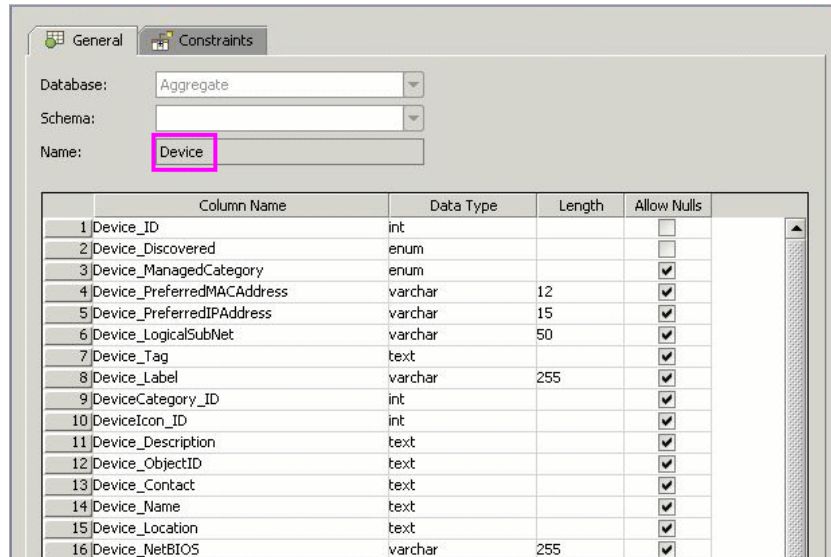 General Constraints
Database: Aggregate
Schema:
Name: Device
Column Name Data Type Length Allow Nulls
1 Device_ID int
2 Device_Discovered enum
3 Device_ManagedCategory enum
4 Device_PreferredMACAddress varchar 12
5 Device_PreferredIPAddress varchar 15
6 Device_LogicalSubNet varchar 50
7 Device_Tag text
8 Device_Label varchar 255
9 DeviceCategory_ID int
10 DeviceIcon_ID int
11 Device_Description text
12 Device_ObjectID text
13 Device_Contact text
14 Device_Name text
15 Device_Location text
16 Device_NetBIOS varchar 255